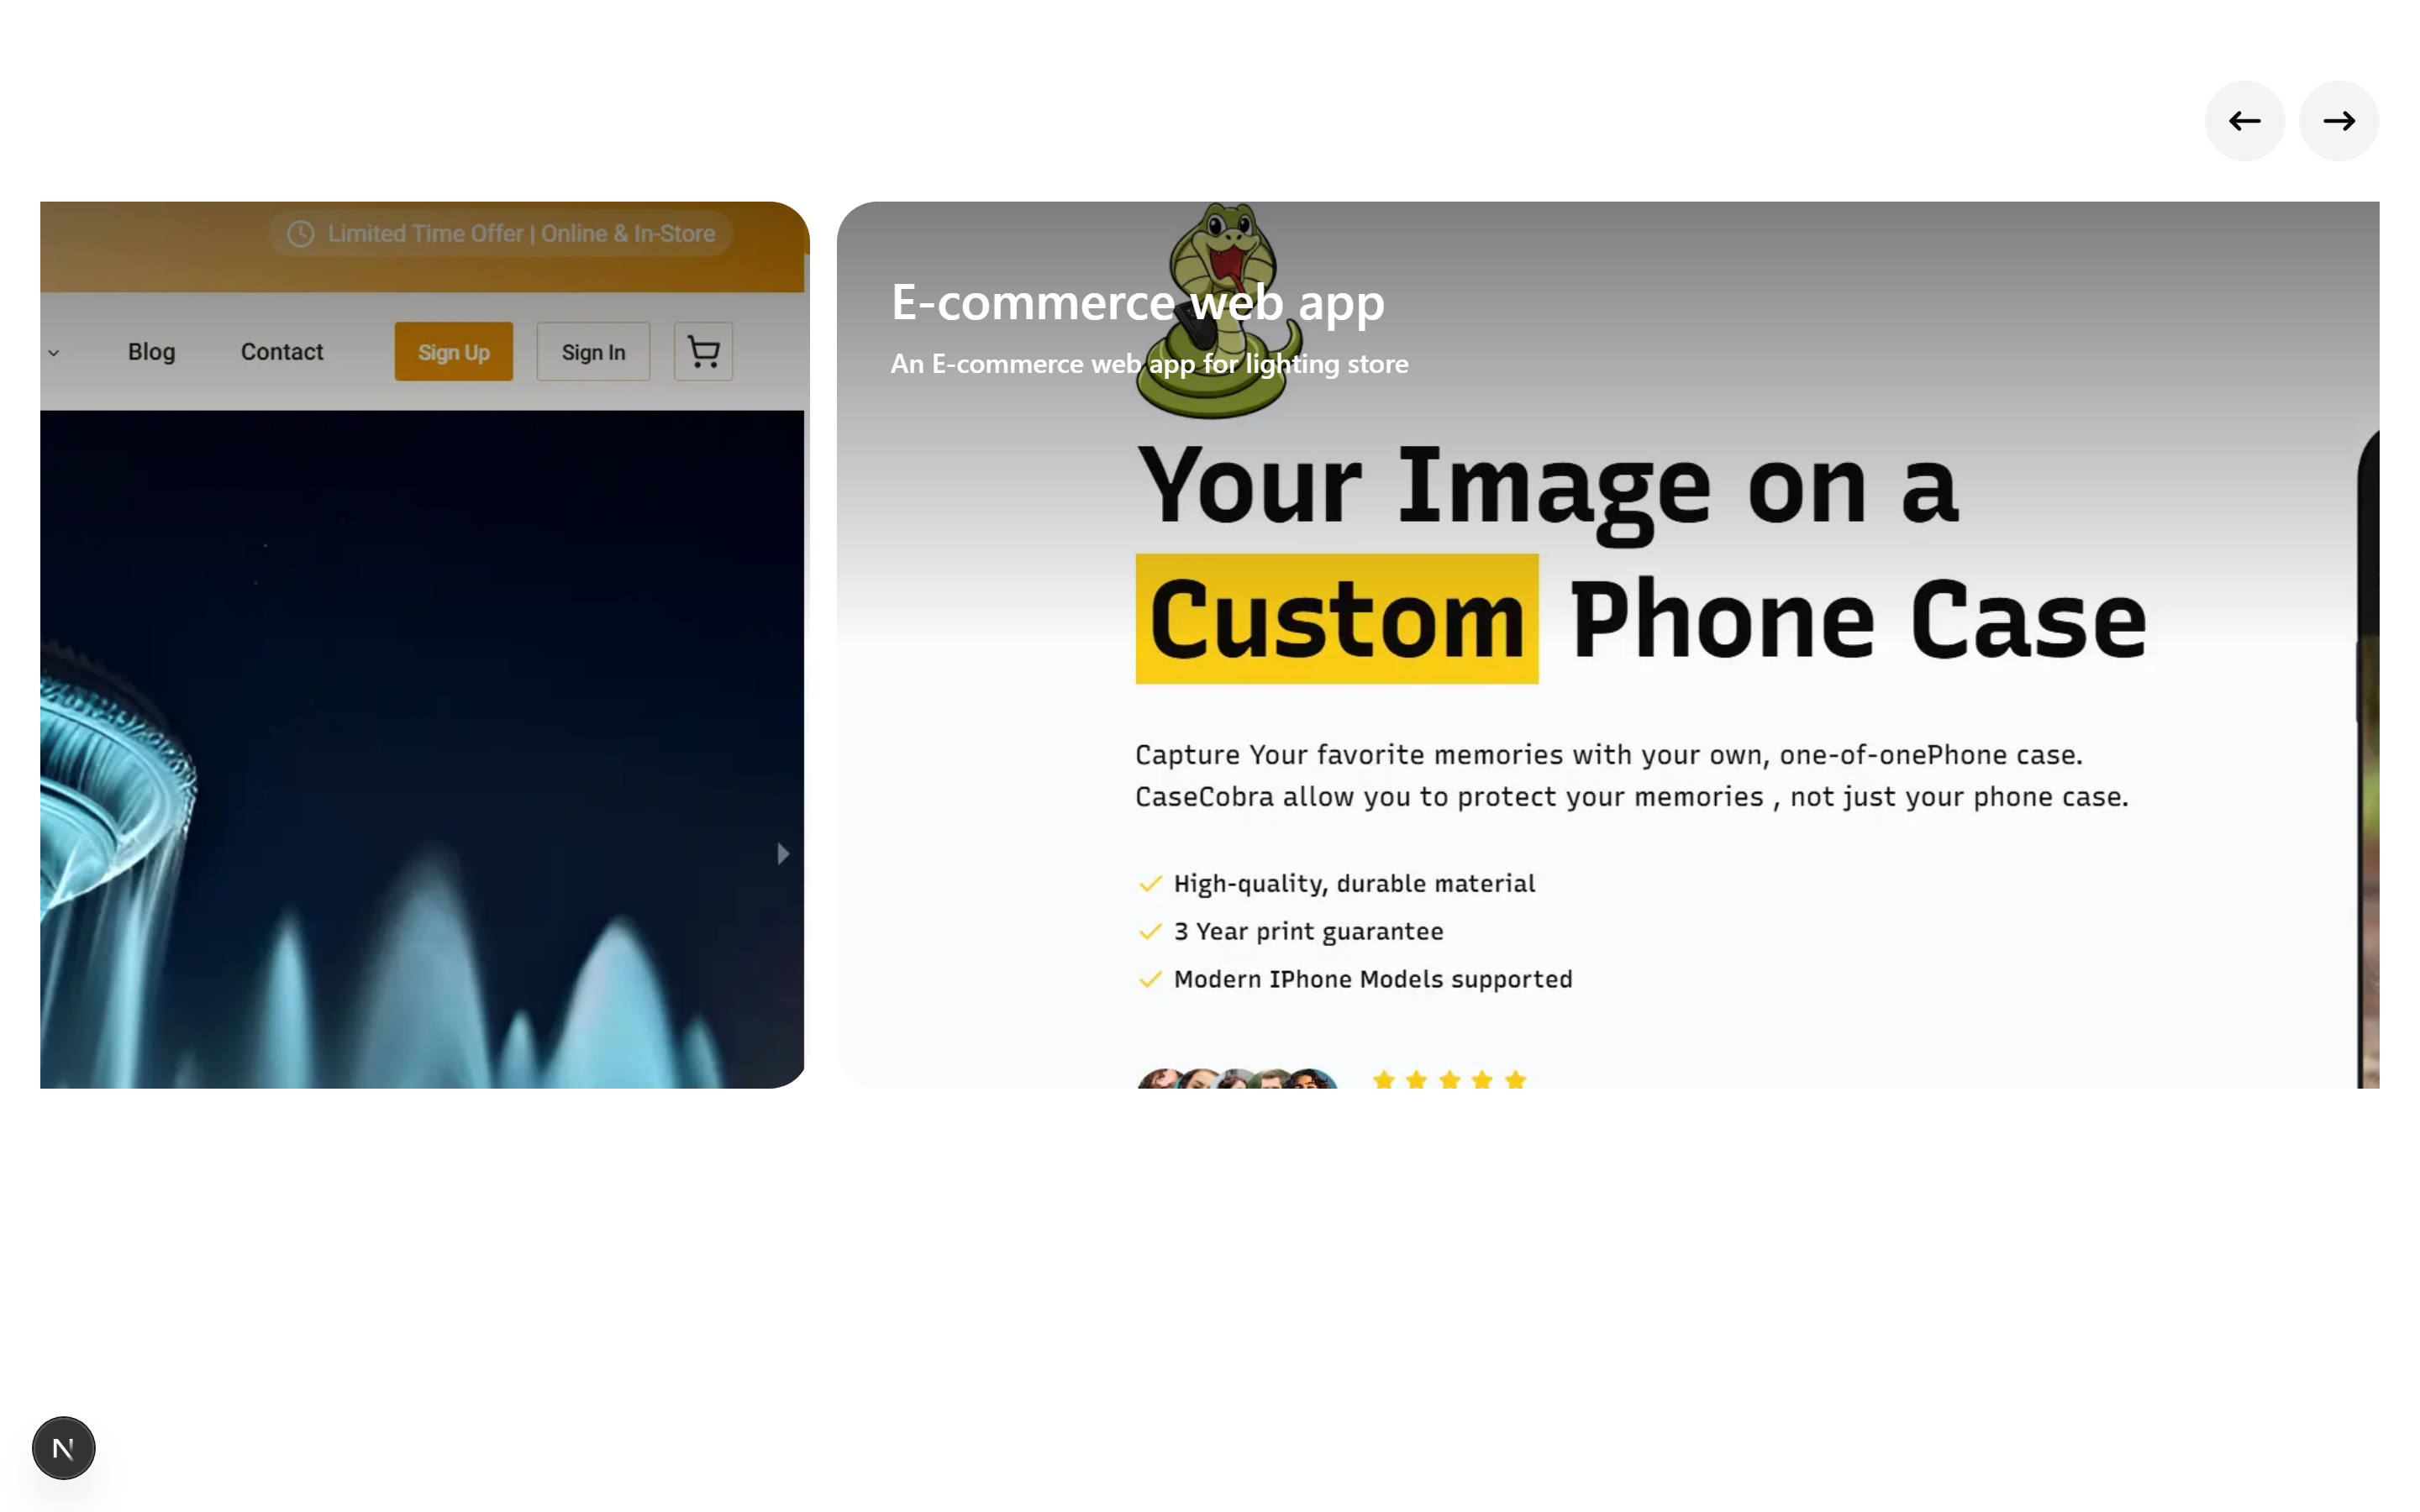 Limited Time Offer | Online & In-Store
Blog Contact Sign Up Sign In
E-commerce web app
An E-commerce web app for lighting store
Your Image on a
Custom Phone Case
Capture Your favorite memories with your own, one-of-onePhone case.
CaseCobra allow you to protect your memories , not just your phone case.
High-quality, durable material
3 Year print guarantee
Modern IPhone Models supported
N